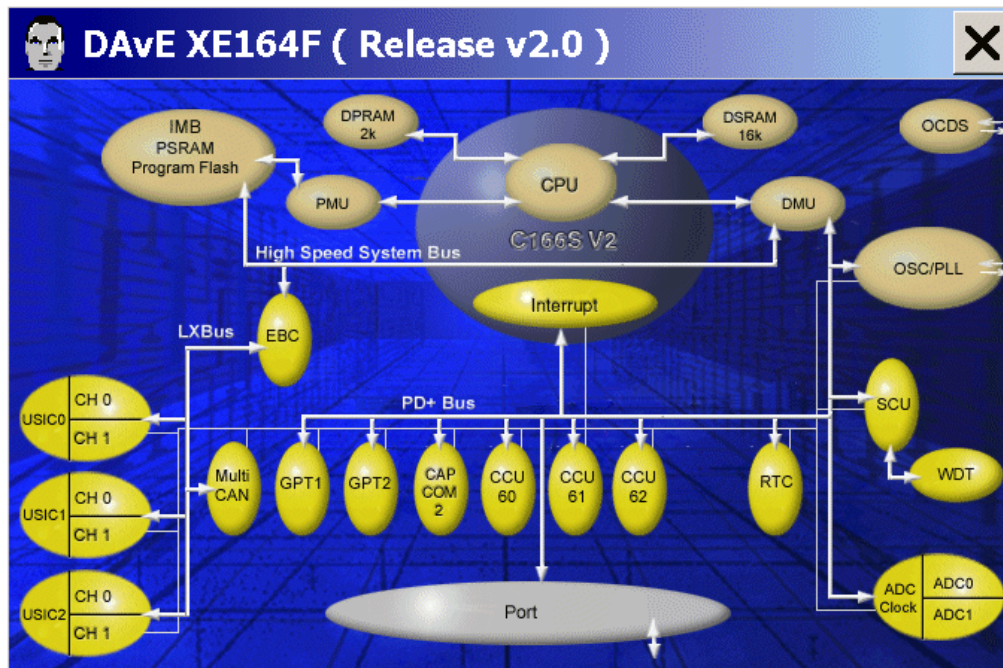 DAvE XE164F ( Release v2.0 )
DPRAM
2k
DSRAM
16k
OCDS
IMB
PSRAM
Program Flash
CPU
PMU
DMU
C166S V2
High Speed System Bus
OSC/PLL
Interrupt
LXBus
EBC
CH 0
USIC0
CH 1
PD+ Bus
SCU
Multi
CAN
GPT1
GPT2
CAP
COM
2
CCU
60
CCU
61
CCU
62
RTC
WDT
CH 0
USIC1
CH 1
CH 0
USIC2
CH 1
Port
ADC
Clock
ADC0
ADC1